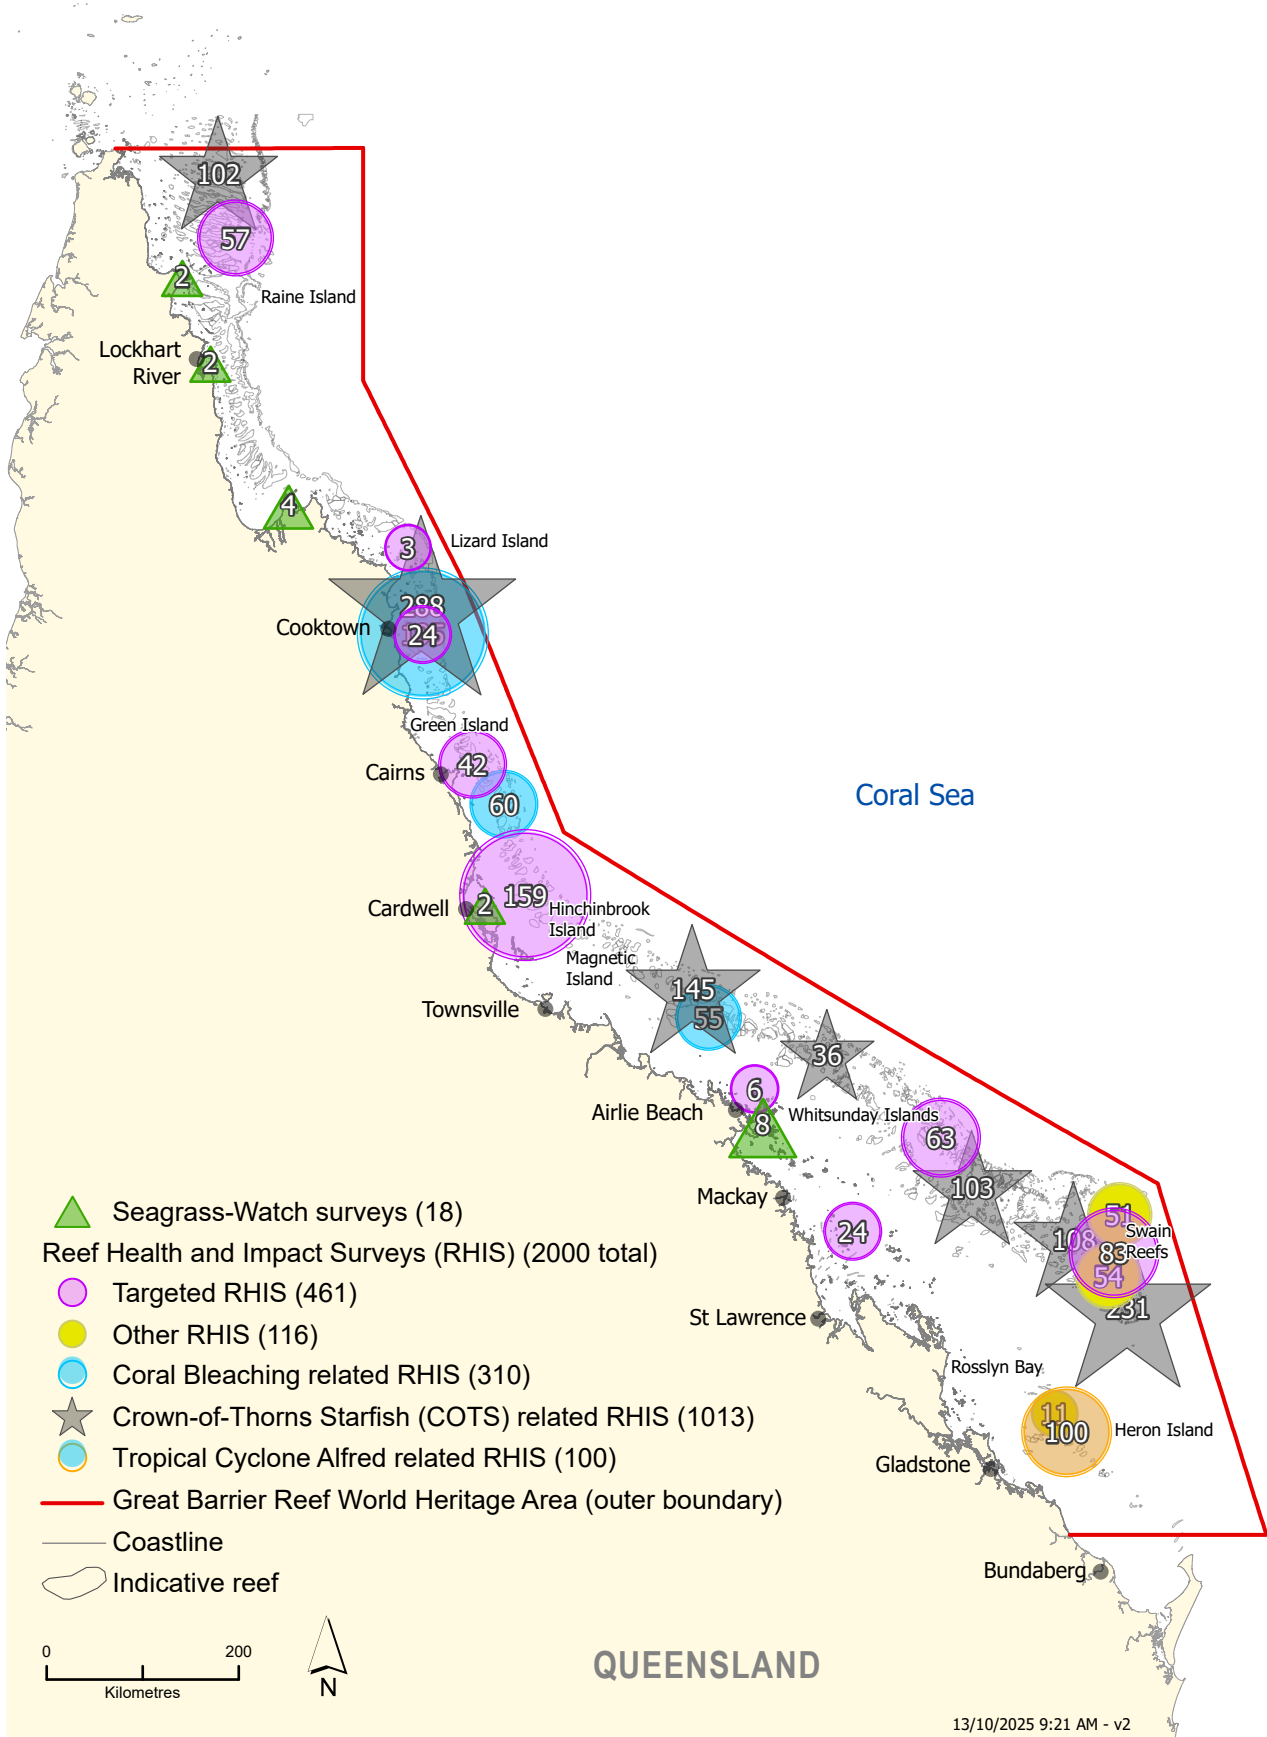 102
57
2
Raine Island
Lockhart
River
2
4
3
Lizard Island
288
Cooktown
24
Green Island
42
Cairns
60
Coral Sea
159
Cardwell
2
Hinchinbrook
Island
Magnetic
Island
145
Townsville
55
36
6
Airlie Beach
8
Whitsunday Islands
63
Mackay
103
51
Swain
Reefs
108
83
24
54
231
St Lawrence
Rosslyn Bay
11
100
Heron Island
Gladstone
Bundaberg
Seagrass-Watch surveys (18)
Reef Health and Impact Surveys (RHIS) (2000 total)
Targeted RHIS (461)
Other RHIS (116)
Coral Bleaching related RHIS (310)
Crown-of-Thorns Starfish (COTS) related RHIS (1013)
Tropical Cyclone Alfred related RHIS (100)
Great Barrier Reef World Heritage Area (outer boundary)
Coastline
Indicative reef
0 200
Kilometres
N
QUEENSLAND
13/10/2025 9:21 AM - v2